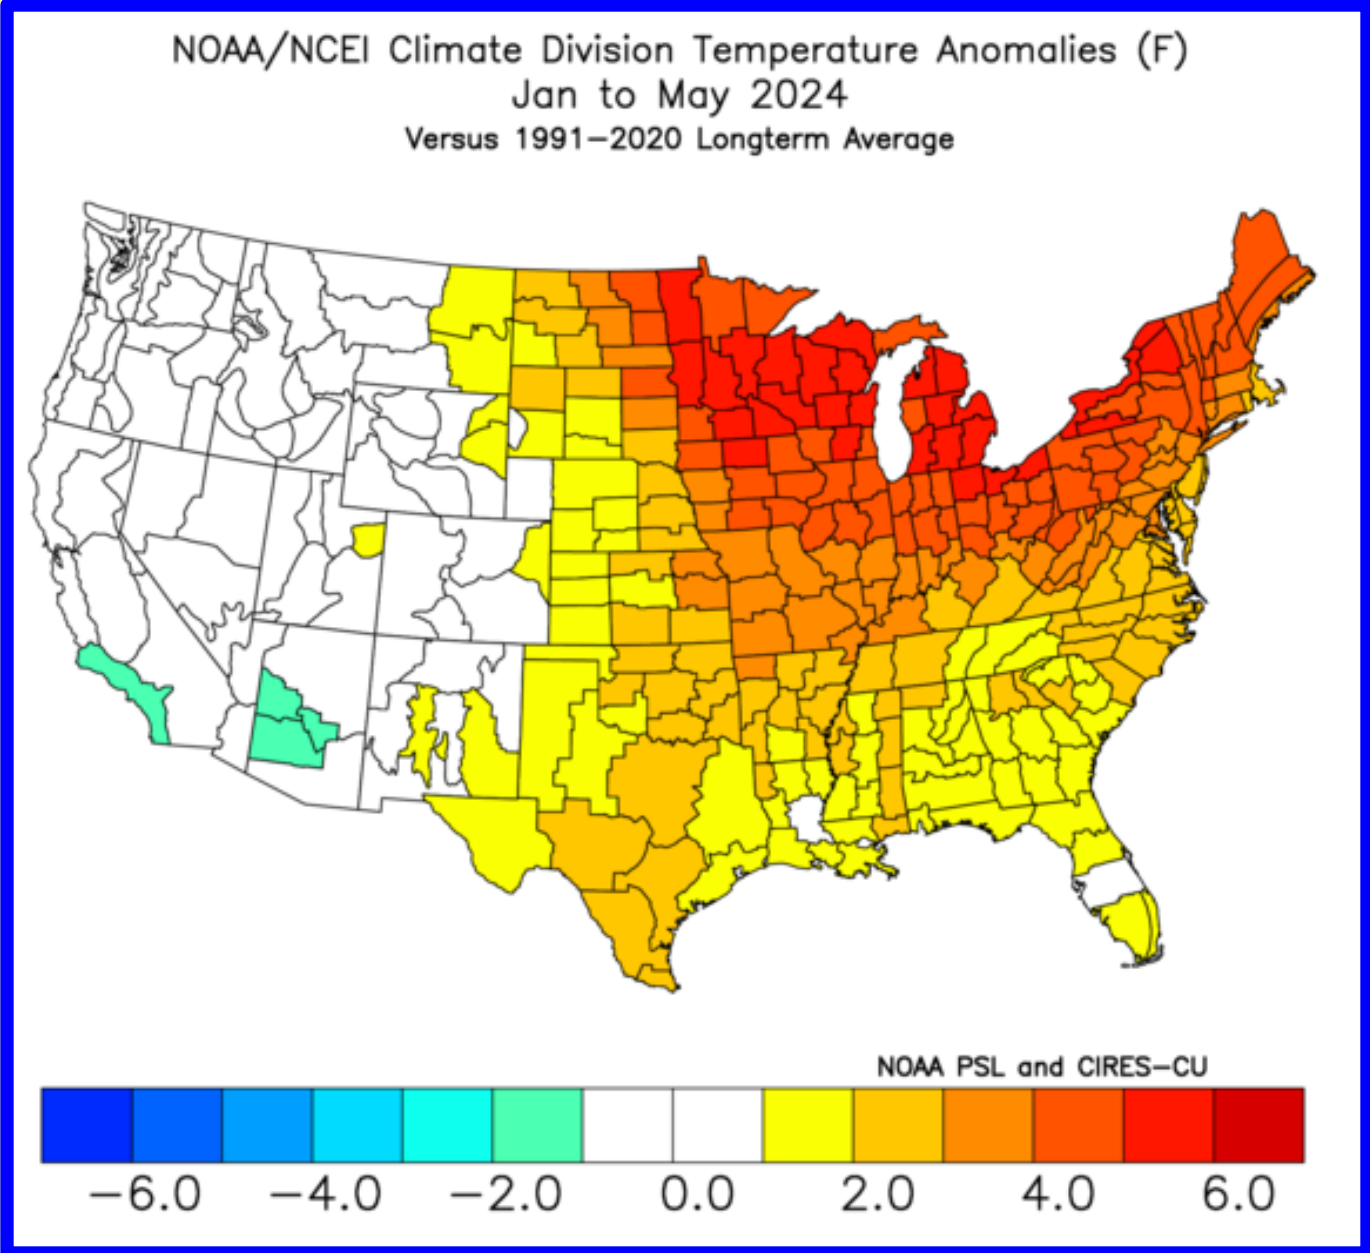 NOAA/NCEI Climate Division Temperature Anomalies (F)
Jan to May 2024
Versus 1991−2020 Longterm Average
NOAA PSL and CIRES−CU
−6.0 −4.0 −2.0 0.0 2.0 4.0 6.0